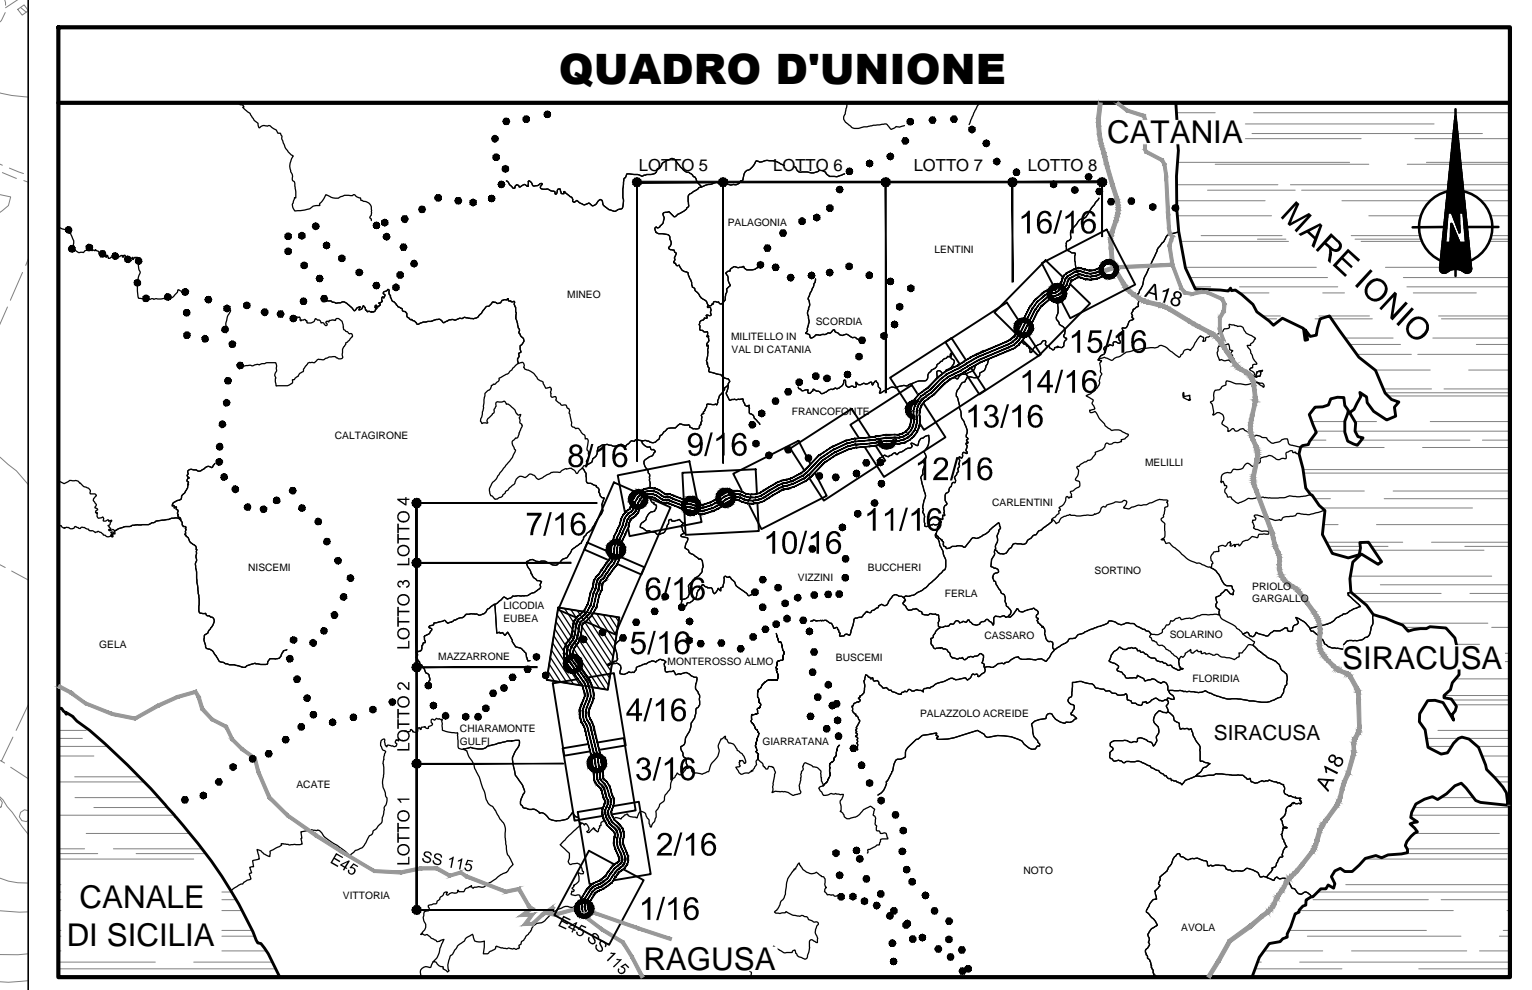 QUADRO D'UNIONE
CATANIA
LOTTO 5
LOTTO 6
LOTTO 7
LOTTO 8
16/16
PALAGONIA
LENTINI
N
MARE IONIO
MINEO
A18
SCORDIA
MILITELLO IN
VAL DI CATANIA
15/16
14/16
FRANCOFONTE
13/16
CALTAGIRONE
8/16
9/16
12/16
MELILLI
CARLENTINI
LOTTO 4
7/16
11/16
10/16
NISCEMI
VIZZINI
BUCCHERI
SORTINO
6/16
FERLA
PRIOLO
GARGALLO
LOTTO 3
LICODIA
EUBEA
CASSARO
SOLARINO
GELA
5/16
MAZZARRONE
MONTEROSSO ALMO
BUSCEMI
SIRACUSA
FLORIDIA
LOTTO 2
4/16
PALAZZOLO ACREIDE
CHIARAMONTE
GULFI
GIARRATANA
SIRACUSA
3/16
A18
ACATE
LOTTO 1
2/16
E45
SS 115
NOTO
VITTORIA
CANALE
DI SICILIA
1/16
AVOLA
E45 SS 115
RAGUSA